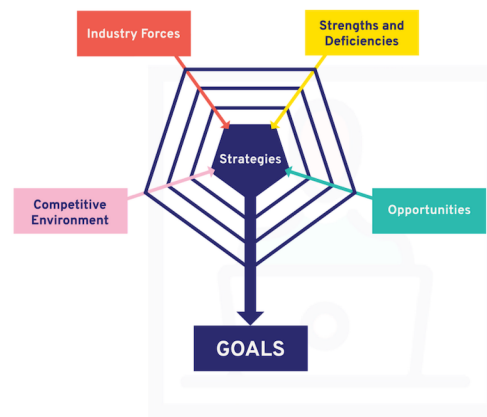 Industry Forces
Strengths and
Deficiencies
Strategies
Competitive
Environment
Opportunities
GOALS